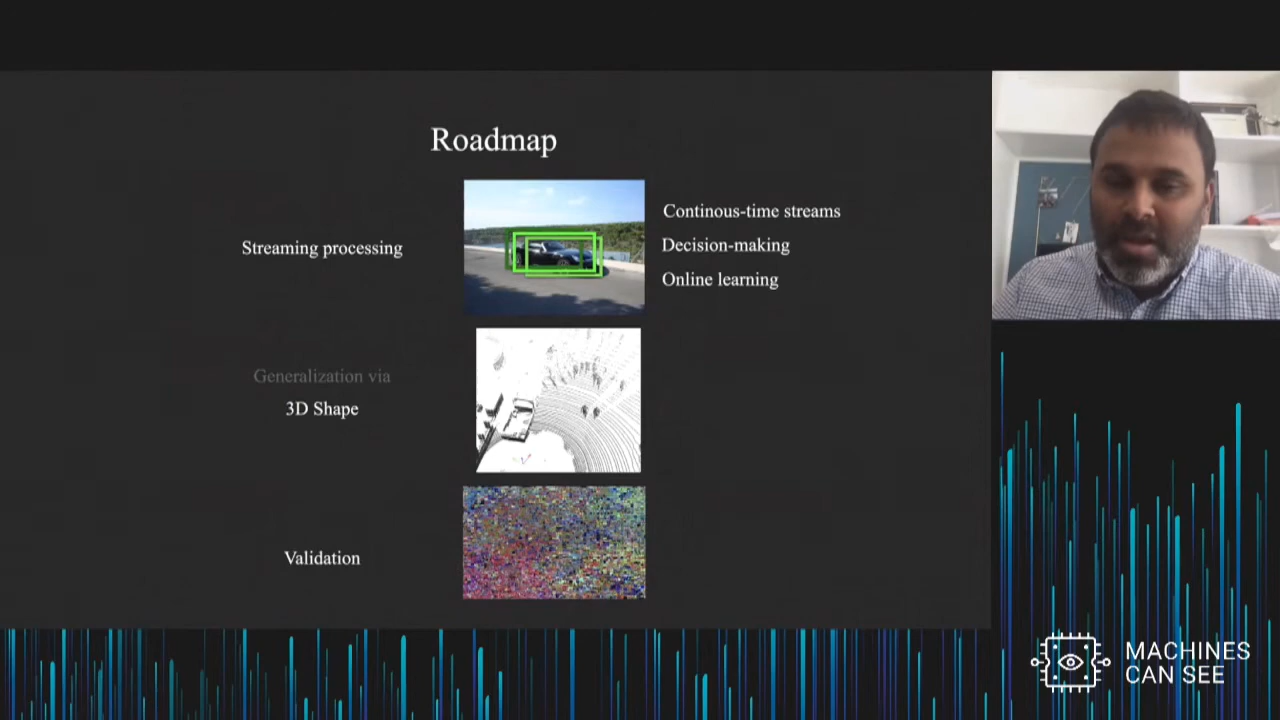 Roadmap
Streaming processing
Continous-time streams
Decision-making
Online learning
Generalization via
3D Shape
Validation
MACHINES
CAN SEE